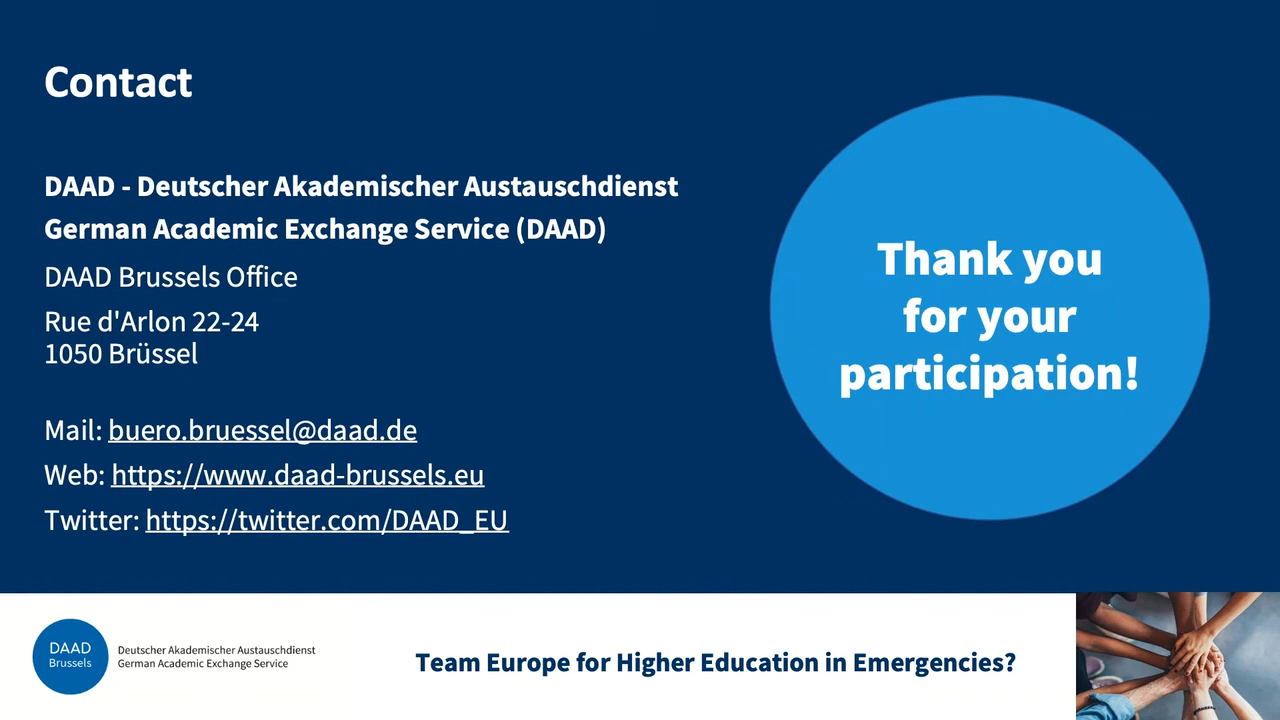 Contact
DAAD - Deutscher Akademischer Austauschdienst
German Academic Exchange Service (DAAD)
DAAD Brussels Office
Rue d'Arlon 22-24
1050 Brüssel
Mail: buero.bruessel@daad.de
Web: https://www.daad-brussels.eu
Twitter: https://twitter.com/DAAD_EU
Thank you
for your
participation!
DAAD
Brussels
Deutscher Akademischer Austauschdienst
German Academic Exchange Service
Team Europe for Higher Education in Emergencies?